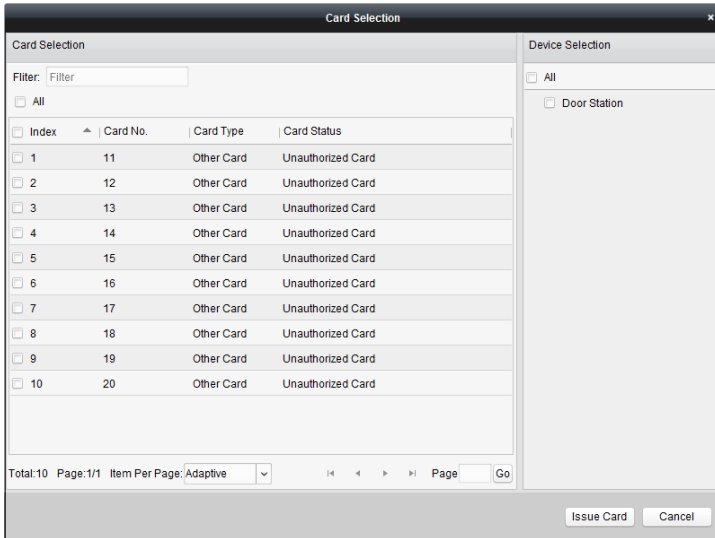 Card Selection ×
Card Selection
Device Selection
Fliter: Filter
All
All
Door Station
Index Card No. Card Type Card Status
1 11 Other Card Unauthorized Card
2 12 Other Card Unauthorized Card
3 13 Other Card Unauthorized Card
4 14 Other Card Unauthorized Card
5 15 Other Card Unauthorized Card
6 16 Other Card Unauthorized Card
7 17 Other Card Unauthorized Card
8 18 Other Card Unauthorized Card
9 19 Other Card Unauthorized Card
10 20 Other Card Unauthorized Card
Total:10 Page:1/1 Item Per Page: Adaptive Page Go
Issue Card Cancel